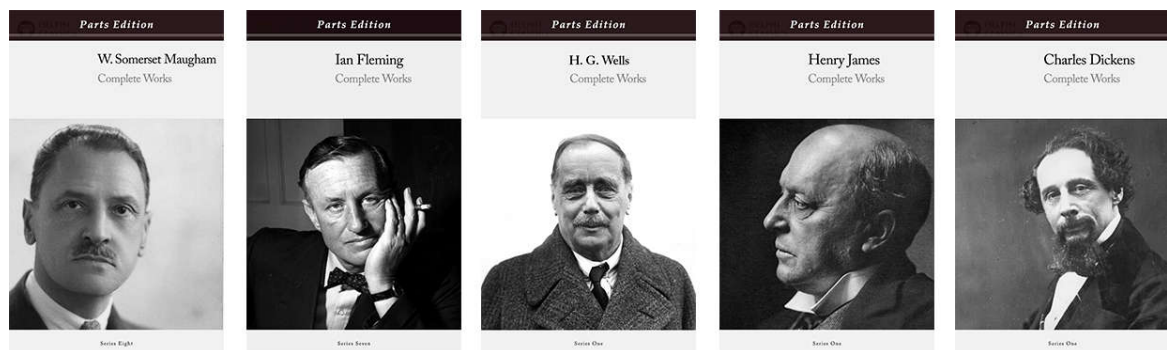 Parts Edition
W. Somerset Maugham
Complete Works
Series Eight
Parts Edition
Ian Fleming
Complete Works
Series Seven
Parts Edition
H. G. Wells
Complete Works
Series One
Parts Edition
Henry James
Complete Works
Series One
Parts Edition
Charles Dickens
Complete Works
Series One